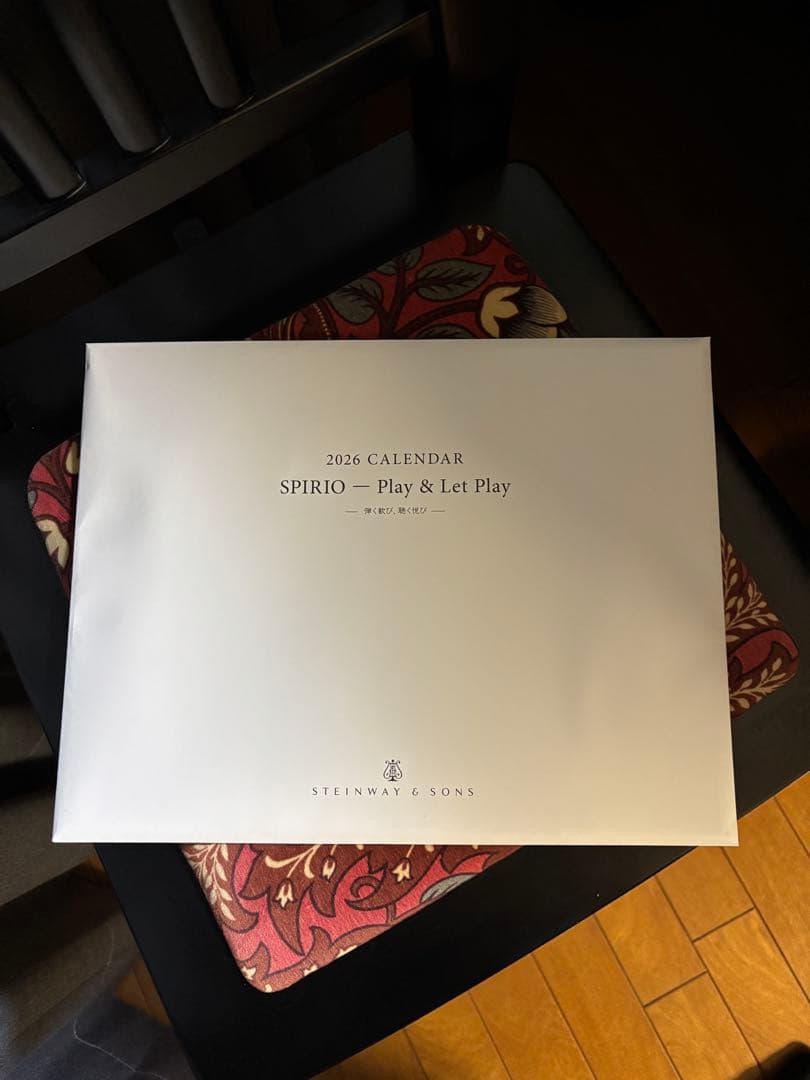 2026 CALENDAR
SPIRIO — Play & Let Play
— 弾く歓び、聴く悦び —
STEINWAY & SONS